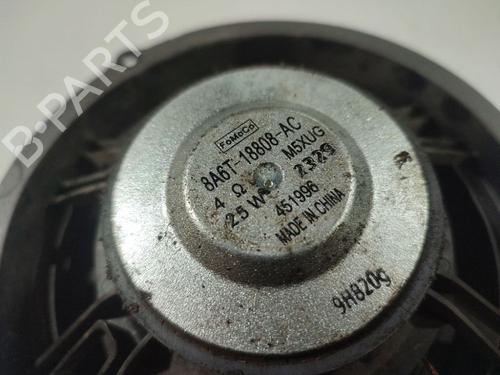 B-PARTS
FoMoCo
8A6T-18808-AC
4 Ω M5XUG
25 W 2329
451996
MADE IN CHINA
9H820g